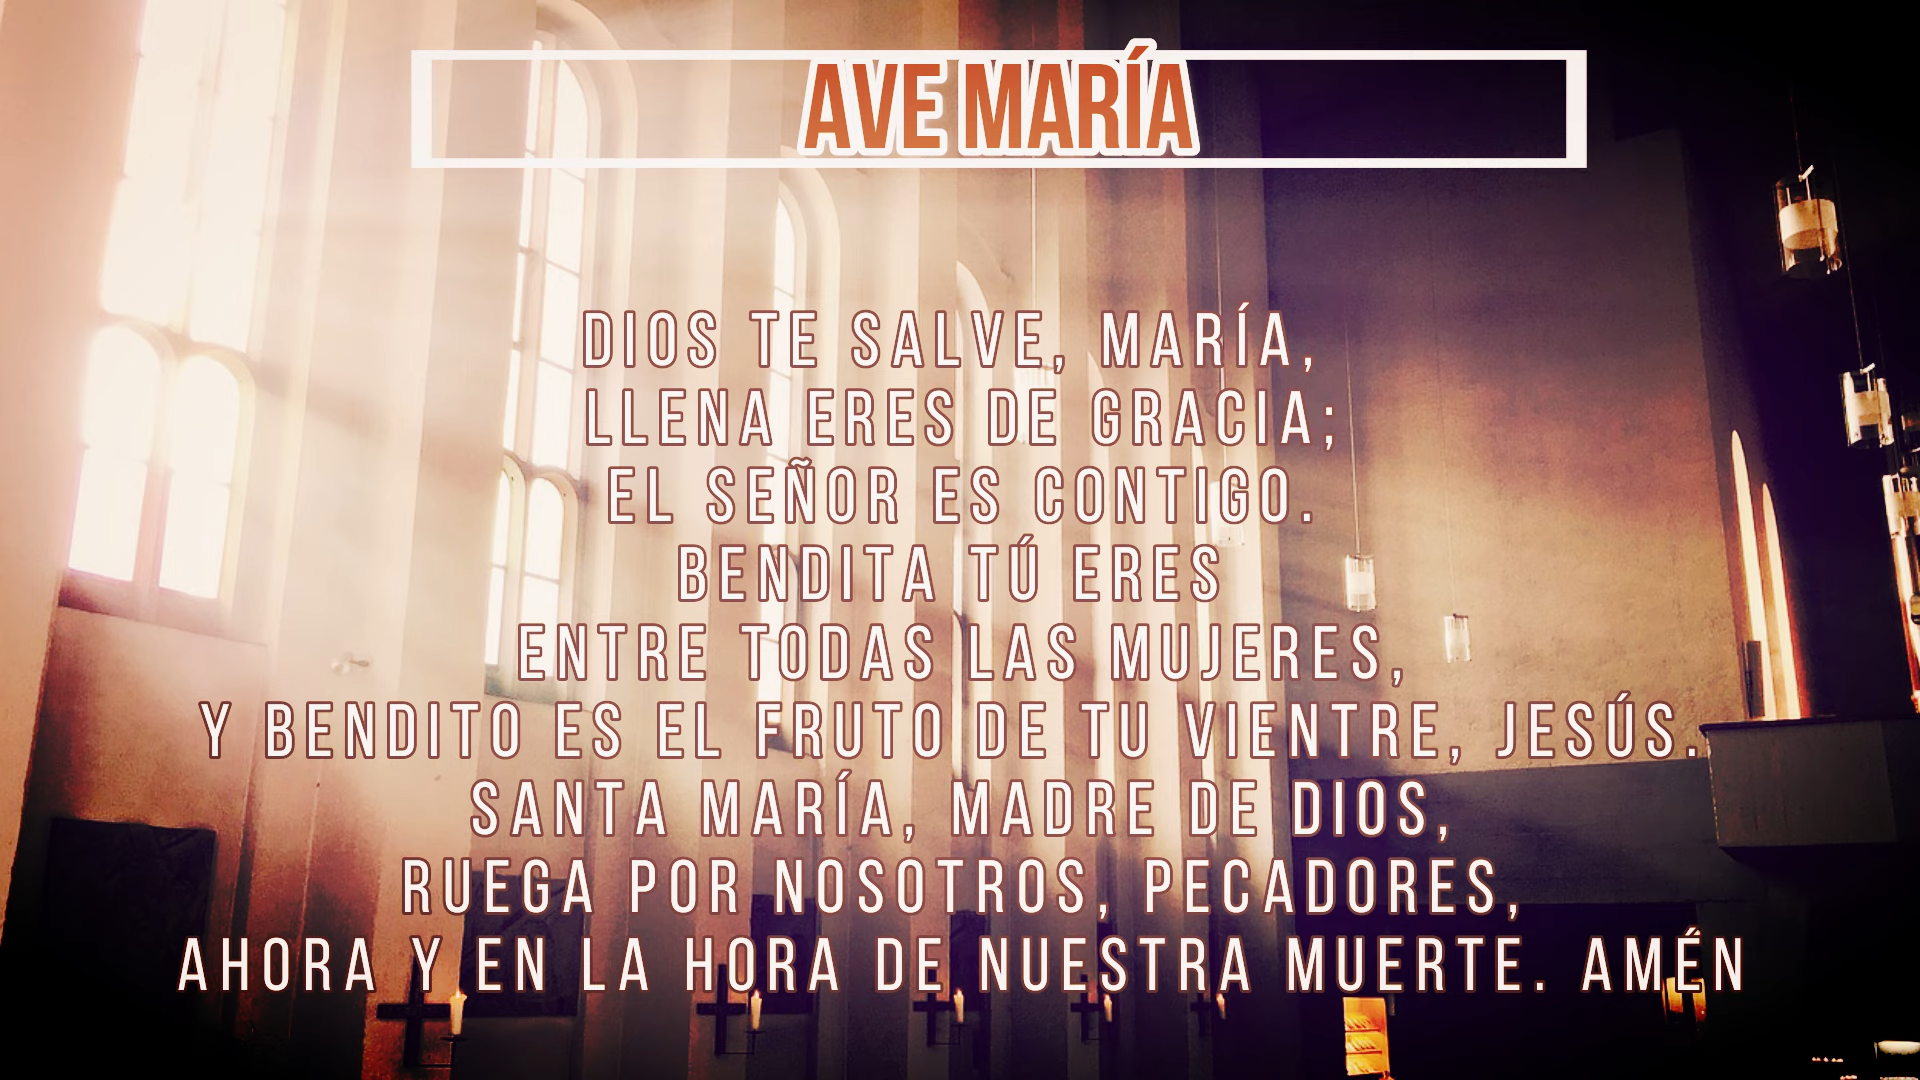 AVE MARÍA
DIOS TE SALVE, MARÍA,
LLENA ERES DE GRACIA;
EL SEÑOR ES CONTIGO.
BENDITA TÚ ERES
ENTRE TODAS LAS MUJERES,
Y BENDITO ES EL FRUTO DE TU VIENTRE, JESÚS.
SANTA MARÍA, MADRE DE DIOS,
RUEGA POR NOSOTROS, PECADORES,
AHORA Y EN LA HORA DE NUESTRA MUERTE. AMÉN